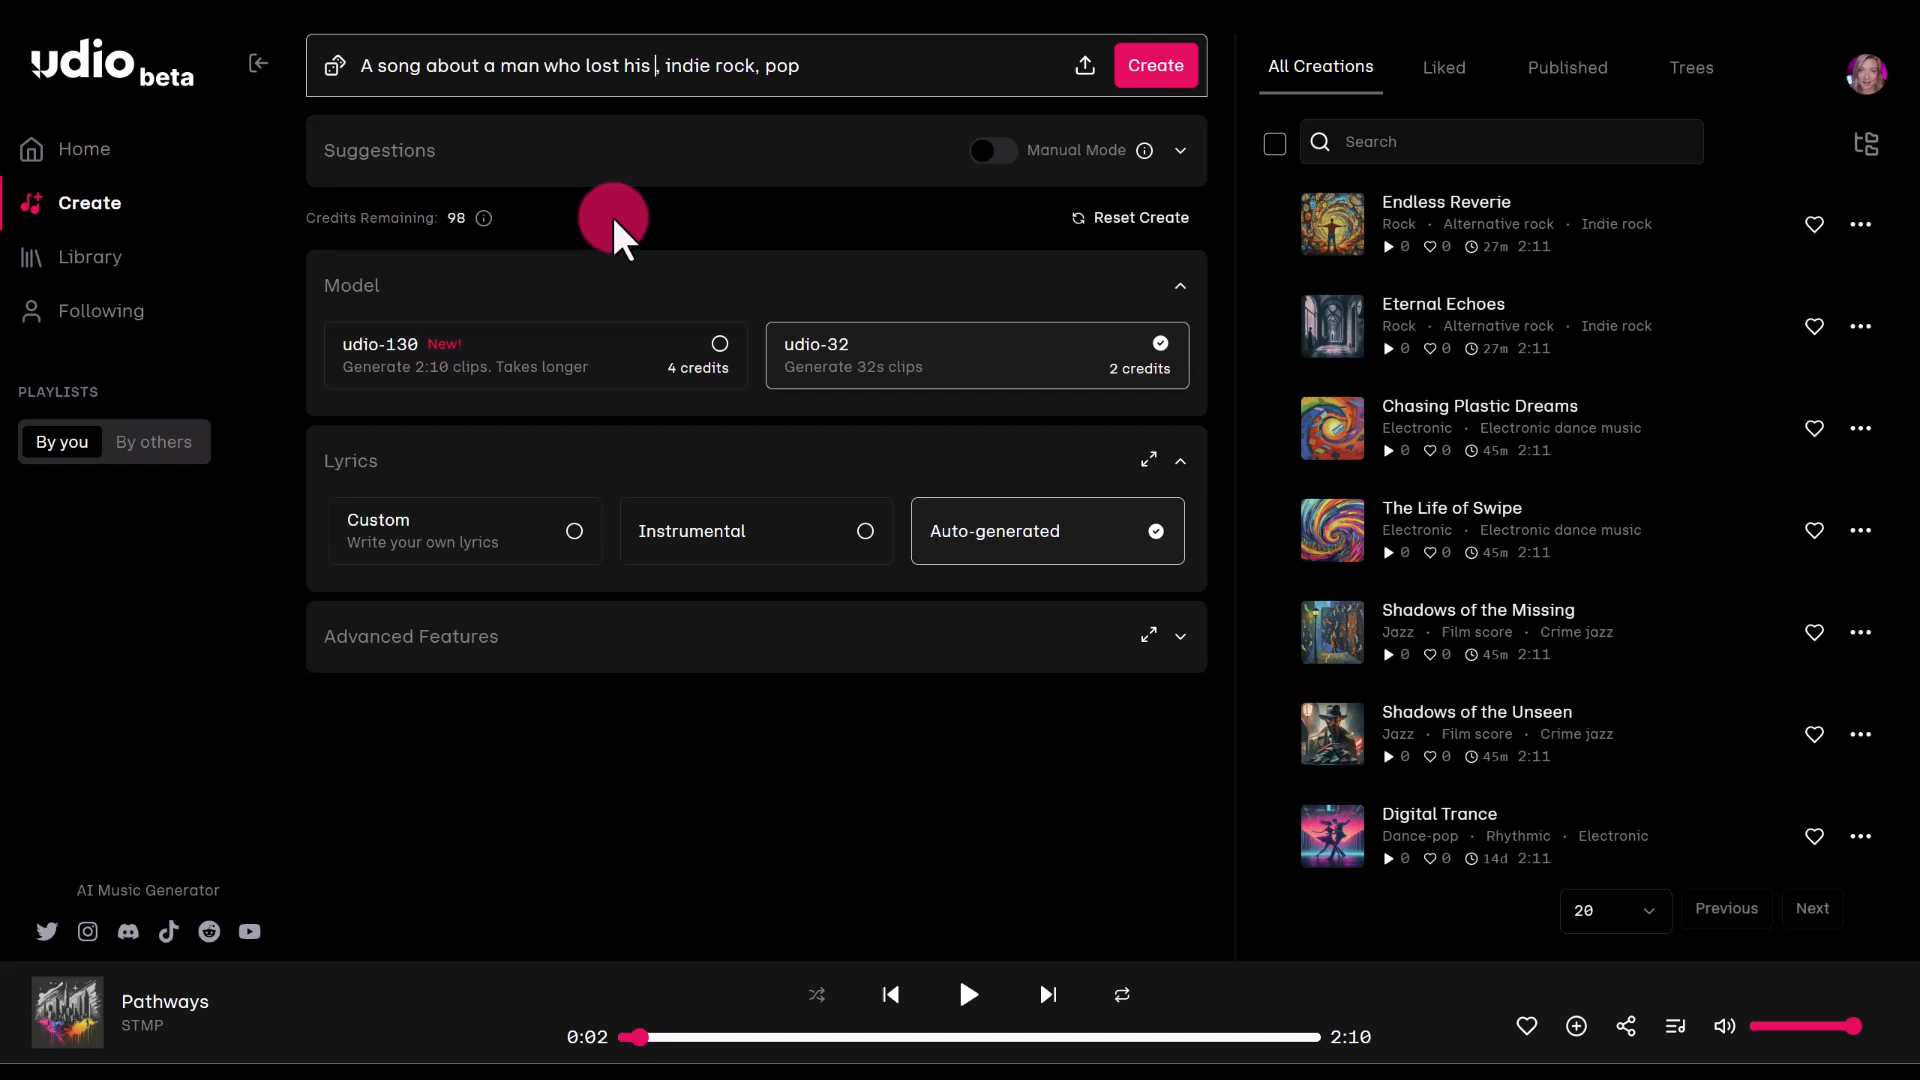 udio beta
Home
Create
Library
Following
PLAYLISTS
By you
By others
AI Music Generator
A song about a man who lost his , indie rock, pop
Create
Suggestions
Manual Mode
Credits Remaining: 98
Reset Create
Model
udio-130 New!
Generate 2:10 clips. Takes longer
4 credits
udio-32
Generate 32s clips
2 credits
Lyrics
Custom
Write your own lyrics
Instrumental
Auto-generated
Advanced Features
All Creations
Liked
Published
Trees
Search
Endless Reverie
Rock · Alternative rock · Indie rock
0 0 27m 2:11
Eternal Echoes
Rock · Alternative rock · Indie rock
0 0 27m 2:11
Chasing Plastic Dreams
Electronic · Electronic dance music
0 0 45m 2:11
The Life of Swipe
Electronic · Electronic dance music
0 0 45m 2:11
Shadows of the Missing
Jazz · Film score · Crime jazz
0 0 45m 2:11
Shadows of the Unseen
Jazz · Film score · Crime jazz
0 0 45m 2:11
Digital Trance
Dance-pop · Rhythmic · Electronic
0 0 14d 2:11
20
Previous
Next
Pathways
STMP
0:02
2:10